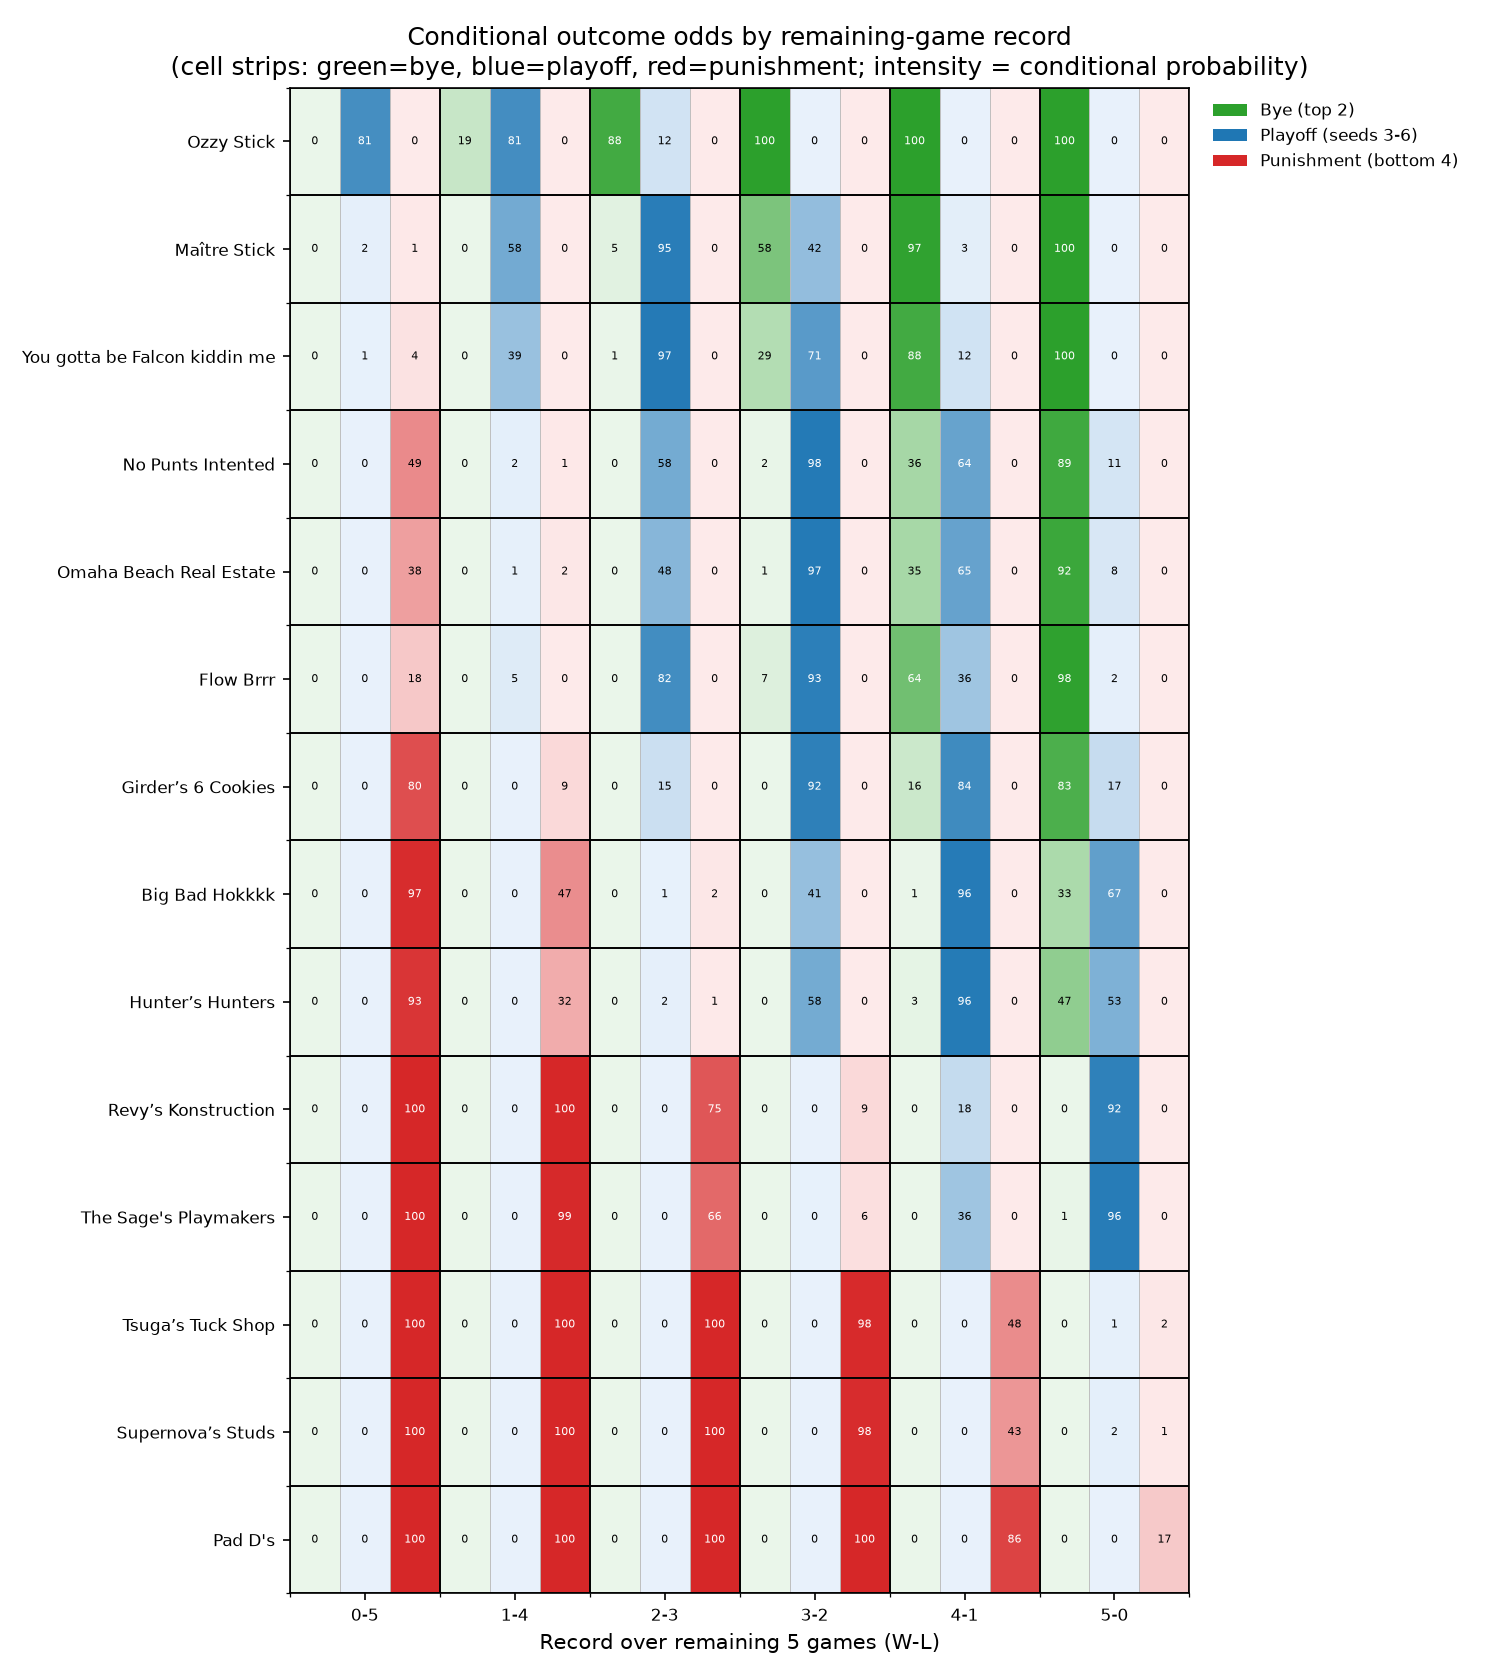 Conditional outcome odds by remaining-game record
(cell strips: green=bye, blue=playoff, red=punishment; intensity = conditional probability)
Bye (top 2)
Playoff (seeds 3-6)
Punishment (bottom 4)
Ozzy Stick 0 81 0 19 81 0 88 12 0 100 0 0 100 0 0 100 0 0
Maître Stick 0 2 1 0 58 0 5 95 0 58 42 0 97 3 0 100 0 0
You gotta be Falcon kiddin me 0 1 4 0 39 0 1 97 0 29 71 0 88 12 0 100 0 0
No Punts Intented 0 0 49 0 2 1 0 58 0 2 98 0 36 64 0 89 11 0
Omaha Beach Real Estate 0 0 38 0 1 2 0 48 0 1 97 0 35 65 0 92 8 0
Flow Brrr 0 0 18 0 5 0 0 82 0 7 93 0 64 36 0 98 2 0
Girder’s 6 Cookies 0 0 80 0 0 9 0 15 0 0 92 0 16 84 0 83 17 0
Big Bad Hokkkk 0 0 97 0 0 47 0 1 2 0 41 0 1 96 0 33 67 0
Hunter’s Hunters 0 0 93 0 0 32 0 2 1 0 58 0 3 96 0 47 53 0
Revy’s Konstruction 0 0 100 0 0 100 0 0 75 0 0 9 0 18 0 0 92 0
The Sage's Playmakers 0 0 100 0 0 99 0 0 66 0 0 6 0 36 0 1 96 0
Tsuga’s Tuck Shop 0 0 100 0 0 100 0 0 100 0 0 98 0 0 48 0 1 2
Supernova’s Studs 0 0 100 0 0 100 0 0 100 0 0 98 0 0 43 0 2 1
Pad D's 0 0 100 0 0 100 0 0 100 0 0 100 0 0 86 0 0 17
0-5 1-4 2-3 3-2 4-1 5-0
Record over remaining 5 games (W-L)